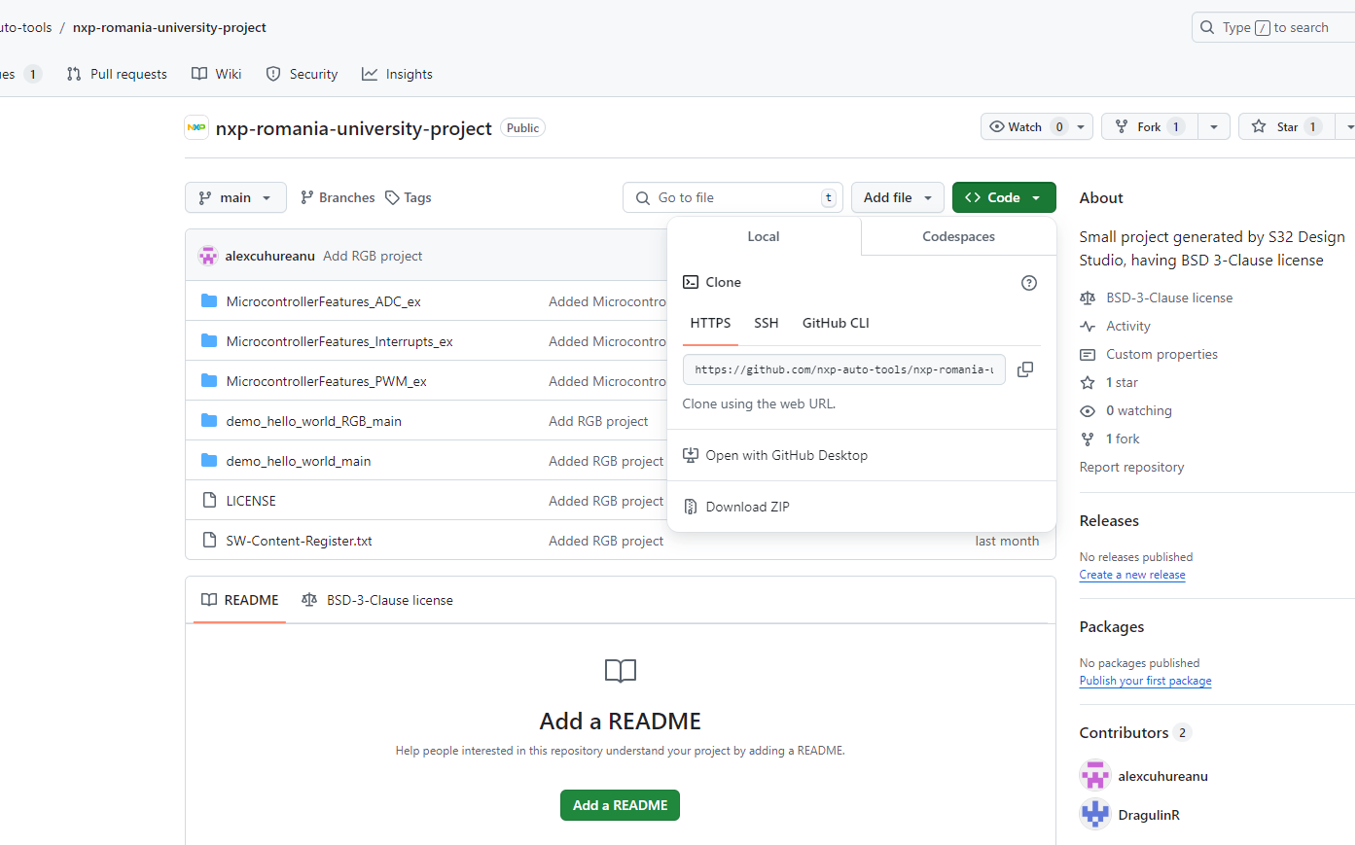 uto-tools / nxp-romania-university-project
Type / to search
ues 1 Pull requests Wiki Security Insights
NXP nxp-romania-university-project Public
Watch 0 Fork 1 Star 1
main Branches Tags Go to file t Add file <> Code
alexcuhureanu Add RGB project
MicrocontrollerFeatures_ADC_ex Added Microcontro
MicrocontrollerFeatures_Interrupts_ex Added Microcontro
MicrocontrollerFeatures_PWM_ex Added Microcontro
demo_hello_world_RGB_main Add RGB project
demo_hello_world_main Added RGB project
LICENSE Added RGB project
SW-Content-Register.txt Added RGB project last month
Local Codespaces
Clone
HTTPS SSH GitHub CLI
https://github.com/nxp-auto-tools/nxp-romania-u
Clone using the web URL.
Open with GitHub Desktop
Download ZIP
README BSD-3-Clause license
Add a README
Help people interested in this repository understand your project by adding a README.
Add a README
About
Small project generated by S32 Design
Studio, having BSD 3-Clause license
BSD-3-Clause license
Activity
Custom properties
1 star
0 watching
1 fork
Report repository
Releases
No releases published
Create a new release
Packages
No packages published
Publish your first package
Contributors 2
alexcuhureanu
DragulinR